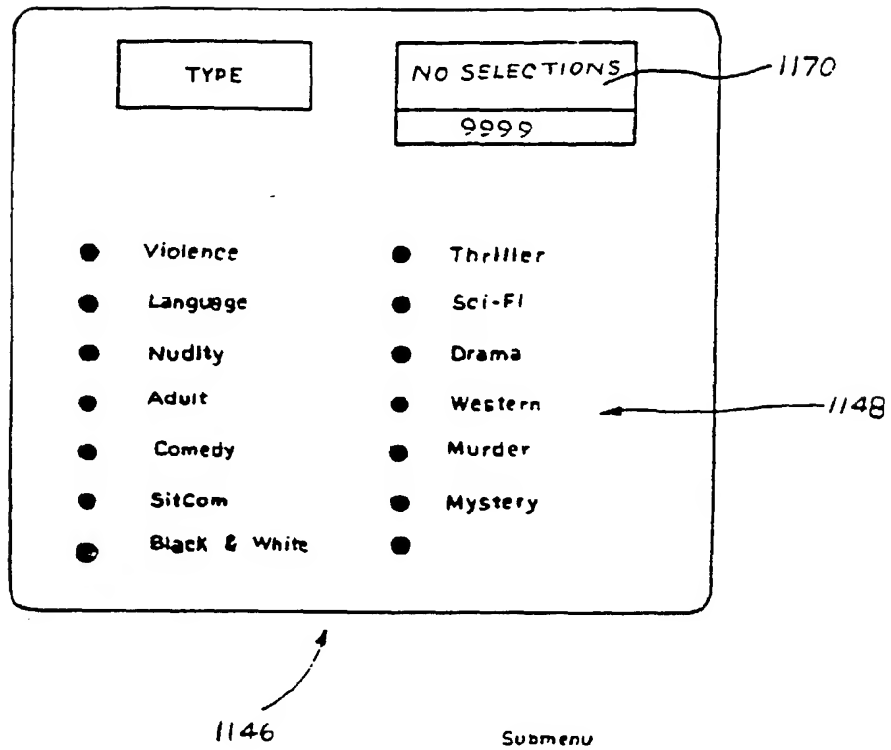 TYPE
NO SELECTIONS
1170
9999
Violence
Thriller
Language
Sci-Fi
Nudity
Drama
Adult
Western
1148
Comedy
Murder
SitCom
Mystery
Black & White
1146
Submenu